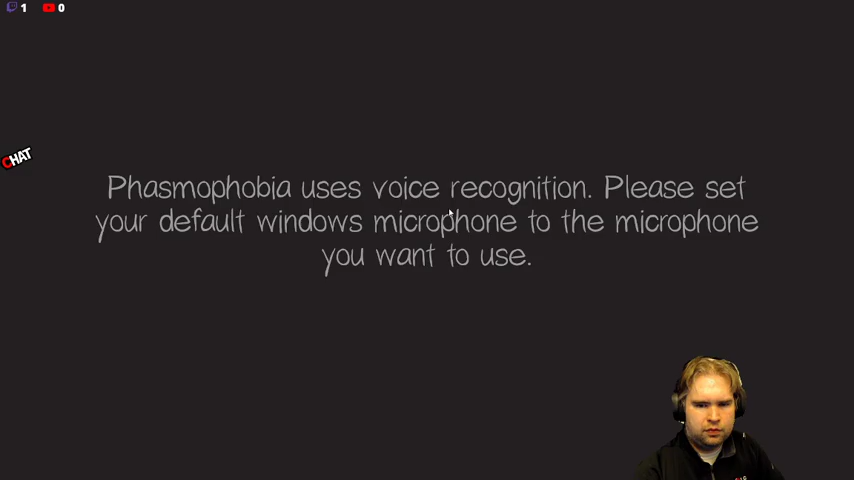 1 0
CHAT
Phasmophobia uses voice recognition. Please set
your default windows microphone to the microphone
you want to use.